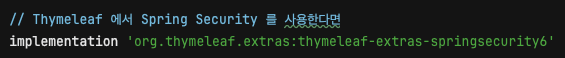 // Thymeleaf 에서 Spring Security 를 사용한다면
implementation 'org.thymeleaf.extras:thymeleaf-extras-springsecurity6'